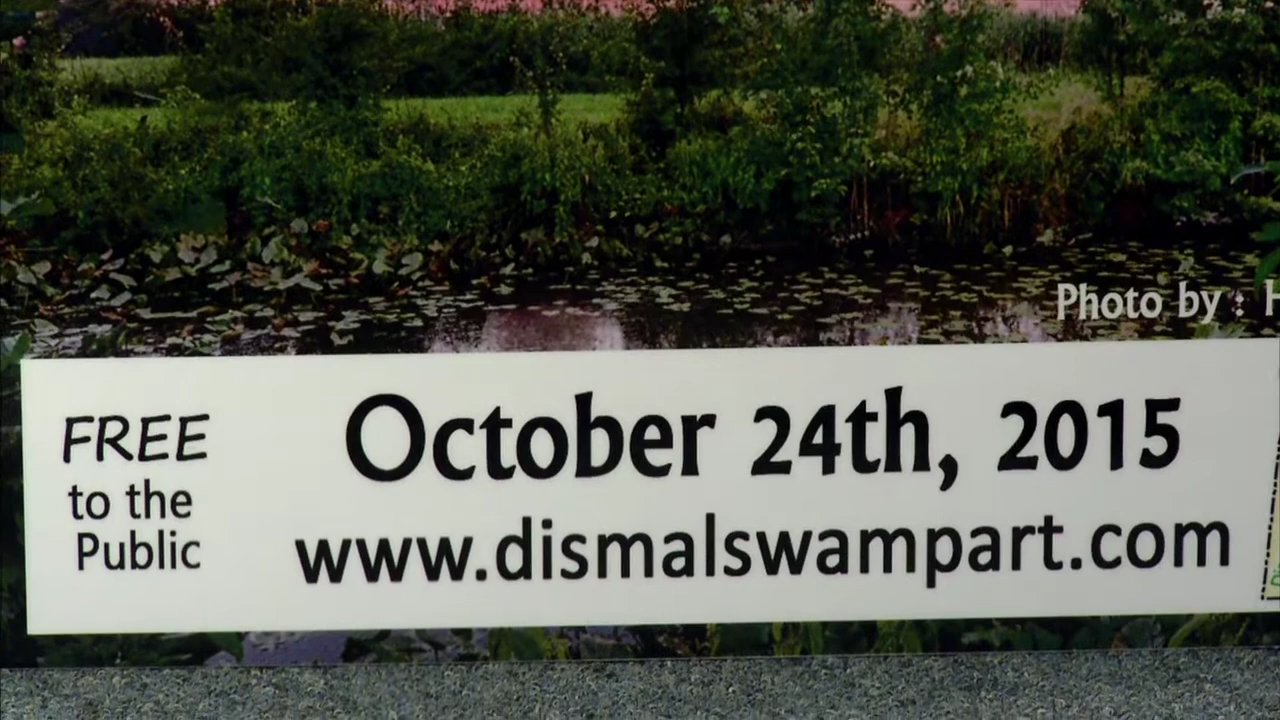 Photo by :
FREE
to the
Public
October 24th, 2015
www.dismalswampart.com